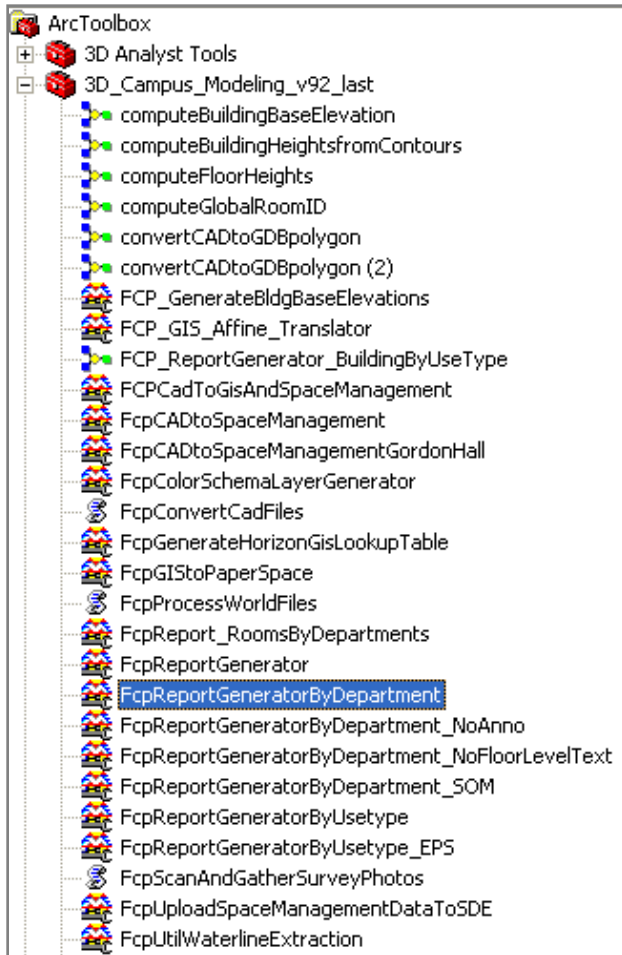 ArcToolbox
3D Analyst Tools
3D_Campus_Modeling_v92_last
computeBuildingBaseElevation
computeBuildingHeightsfromContours
computeFloorHeights
computeGlobalRoomID
convertCADtoGDBpolygon
convertCADtoGDBpolygon (2)
FCP_GenerateBldgBaseElevations
FCP_GIS_Affine_Translator
FCP_ReportGenerator_BuildingByUseType
FCPCadToGisAndSpaceManagement
FcpCADtoSpaceManagement
FcpCADtoSpaceManagementGordonHall
FcpColorSchemaLayerGenerator
FcpConvertCadFiles
FcpGenerateHorizonGisLookupTable
FcpGIStoPaperSpace
FcpProcessWorldFiles
FcpReport_RoomsByDepartments
FcpReportGenerator
FcpReportGeneratorByDepartment
FcpReportGeneratorByDepartment_NoAnno
FcpReportGeneratorByDepartment_NoFloorLevelText
FcpReportGeneratorByDepartment_SOM
FcpReportGeneratorByUsetype
FcpReportGeneratorByUsetype_EPS
FcpScanAndGatherSurveyPhotos
FcpUploadSpaceManagementDataToSDE
FcpUtilWaterlineExtraction